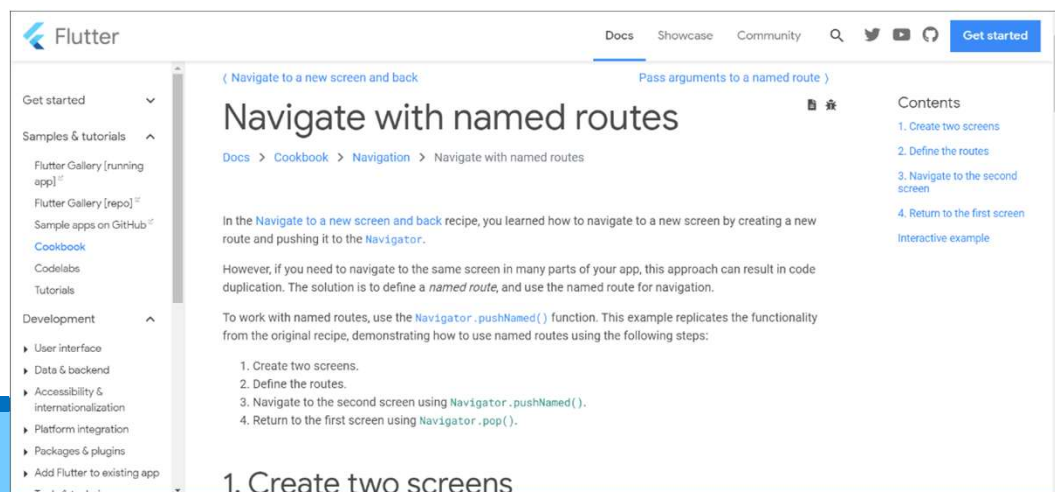 Flutter
Docs Showcase Community
Get started
Get started
Samples & tutorials
Flutter Gallery [running
app]
Flutter Gallery [repo]
Sample apps on GitHub
Cookbook
Codelabs
Tutorials
Development
User interface
Data & backend
Accessibility &
internationalization
Platform integration
Packages & plugins
Add Flutter to existing app
⟨ Navigate to a new screen and back
Pass arguments to a named route ⟩
Navigate with named routes
Docs > Cookbook > Navigation > Navigate with named routes
In the Navigate to a new screen and back recipe, you learned how to navigate to a new screen by creating a new
route and pushing it to the Navigator.
However, if you need to navigate to the same screen in many parts of your app, this approach can result in code
duplication. The solution is to define a named route, and use the named route for navigation.
To work with named routes, use the Navigator.pushNamed() function. This example replicates the functionality
from the original recipe, demonstrating how to use named routes using the following steps:
1. Create two screens.
2. Define the routes.
3. Navigate to the second screen using Navigator.pushNamed().
4. Return to the first screen using Navigator.pop().
1. Create two screens
Contents
1. Create two screens
2. Define the routes
3. Navigate to the second
screen
4. Return to the first screen
Interactive example